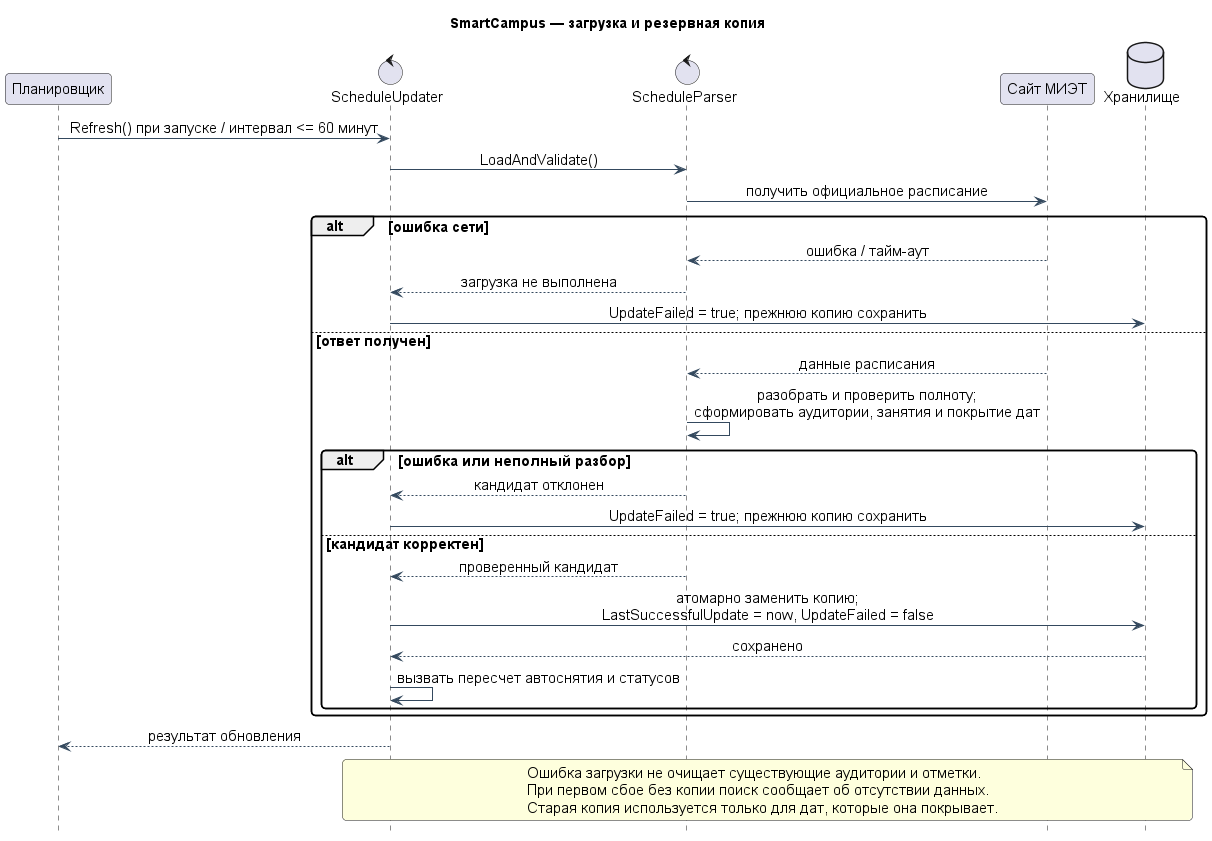 SmartCampus — загрузка и резервная копия
Планировщик
ScheduleUpdater
ScheduleParser
Сайт МИЭТ
Хранилище
Refresh() при запуске / интервал <= 60 минут
LoadAndValidate()
получить официальное расписание
alt
[ошибка сети]
ошибка / тайм-аут
загрузка не выполнена
UpdateFailed = true; прежнюю копию сохранить
[ответ получен]
данные расписания
разобрать и проверить полноту;
сформировать аудитории, занятия и покрытие дат
alt
[ошибка или неполный разбор]
кандидат отклонен
UpdateFailed = true; прежнюю копию сохранить
[кандидат корректен]
проверенный кандидат
атомарно заменить копию;
LastSuccessfulUpdate = now, UpdateFailed = false
сохранено
вызвать пересчет автоснятия и статусов
результат обновления
Ошибка загрузки не очищает существующие аудитории и отметки.
При первом сбое без копии поиск сообщает об отсутствии данных.
Старая копия используется только для дат, которые она покрывает.